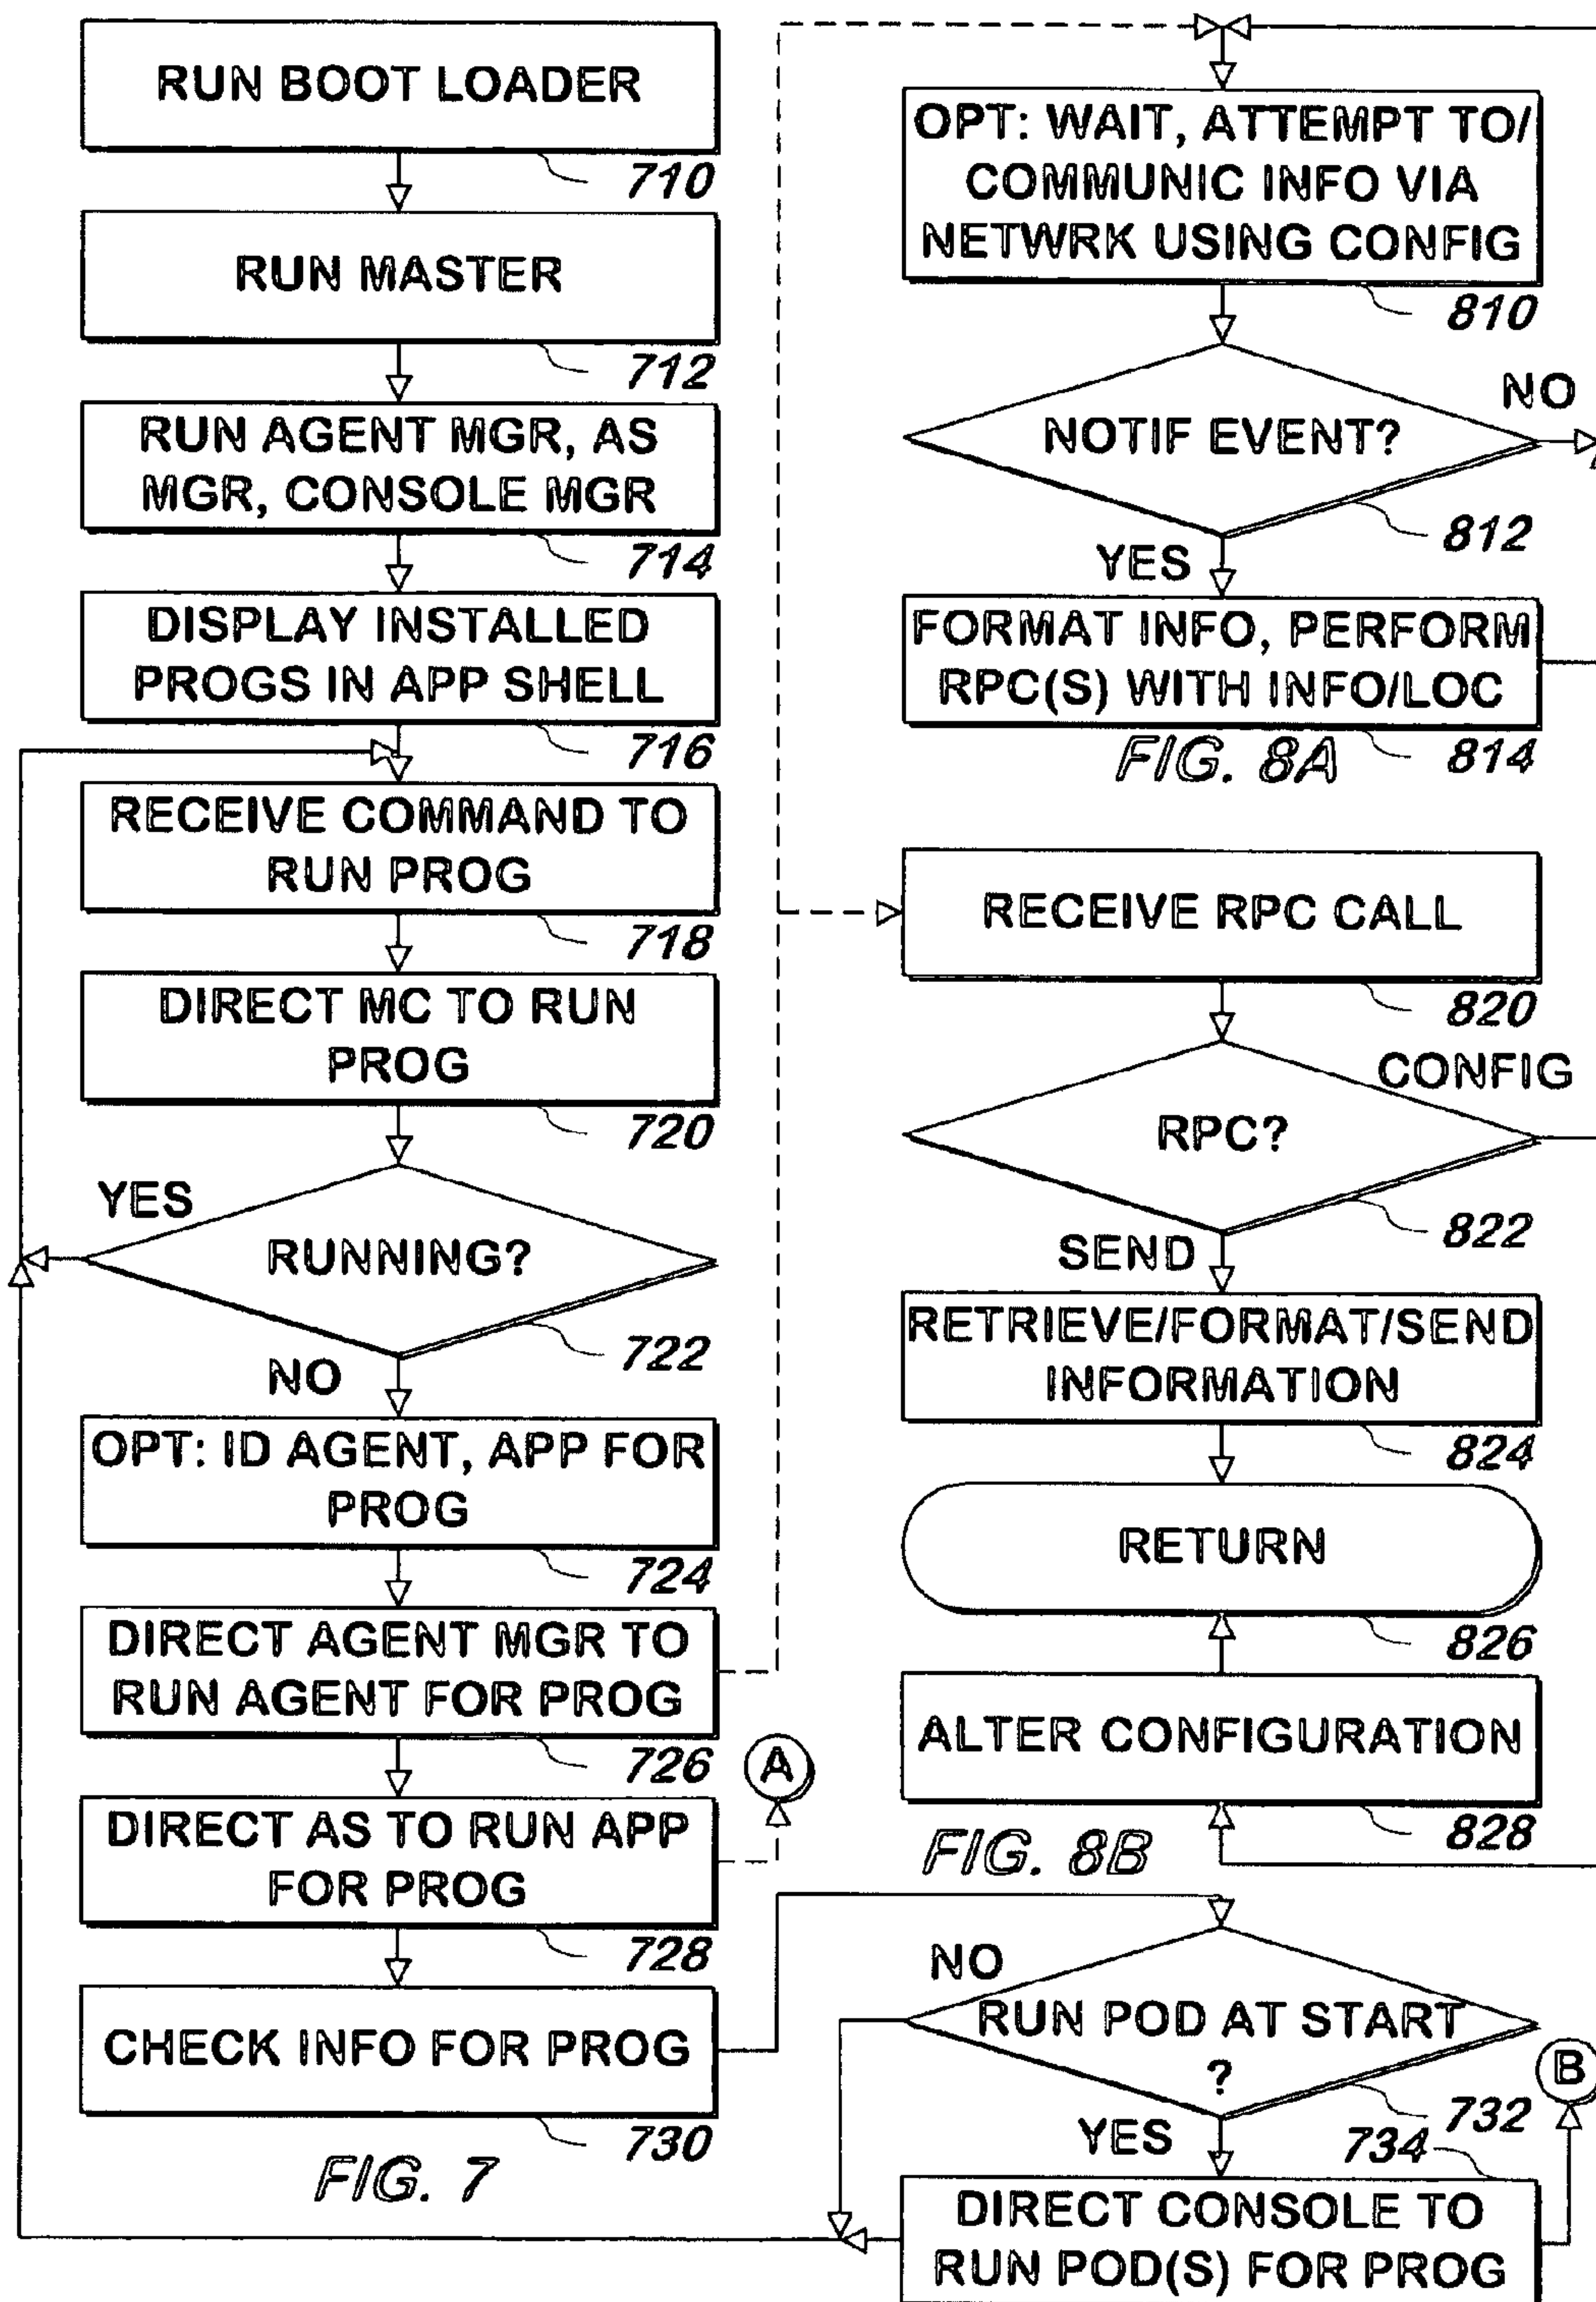 RUN BOOT LOADER
710
RUN MASTER
712
RUN AGENT MGR, AS
MGR, CONSOLE MGR
714
DISPLAY INSTALLED
PROGS IN APP SHELL
716
RECEIVE COMMAND TO
RUN PROG
718
DIRECT MC TO RUN
PROG
720
YES
RUNNING?
722
NO
OPT: ID AGENT, APP FOR
PROG
724
DIRECT AGENT MGR TO
RUN AGENT FOR PROG
726
A
DIRECT AS TO RUN APP
FOR PROG
728
CHECK INFO FOR PROG
730
FIG. 7
OPT: WAIT, ATTEMPT TO/
COMMUNIC INFO VIA
NETWRK USING CONFIG
810
NO
NOTIF EVENT?
812
YES
FORMAT INFO, PERFORM
RPC(S) WITH INFO/LOC
FIG. 8A
814
RECEIVE RPC CALL
820
CONFIG
RPC?
822
SEND
RETRIEVE/FORMAT/SEND
INFORMATION
824
RETURN
826
ALTER CONFIGURATION
828
FIG. 8B
NO
RUN POD AT START
?
B
732
YES
734
DIRECT CONSOLE TO
RUN POD(S) FOR PROG